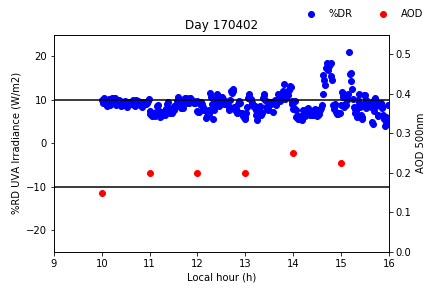 %DR AOD
Day 170402
%RD UVA Irradiance (W/m2)
20
10
0
−10
−20
0.5
0.4
0.3
0.2
0.1
0.0
AOD 500nm
9 10 11 12 13 14 15 16
Local hour (h)